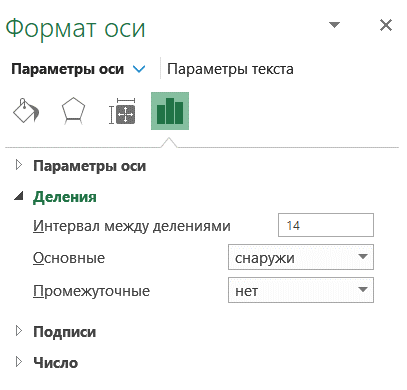 Формат оси
Параметры оси Параметры текста
Параметры оси
Деления
Интервал между делениями 14
Основные снаружи
Промежуточные нет
Подписи
Число